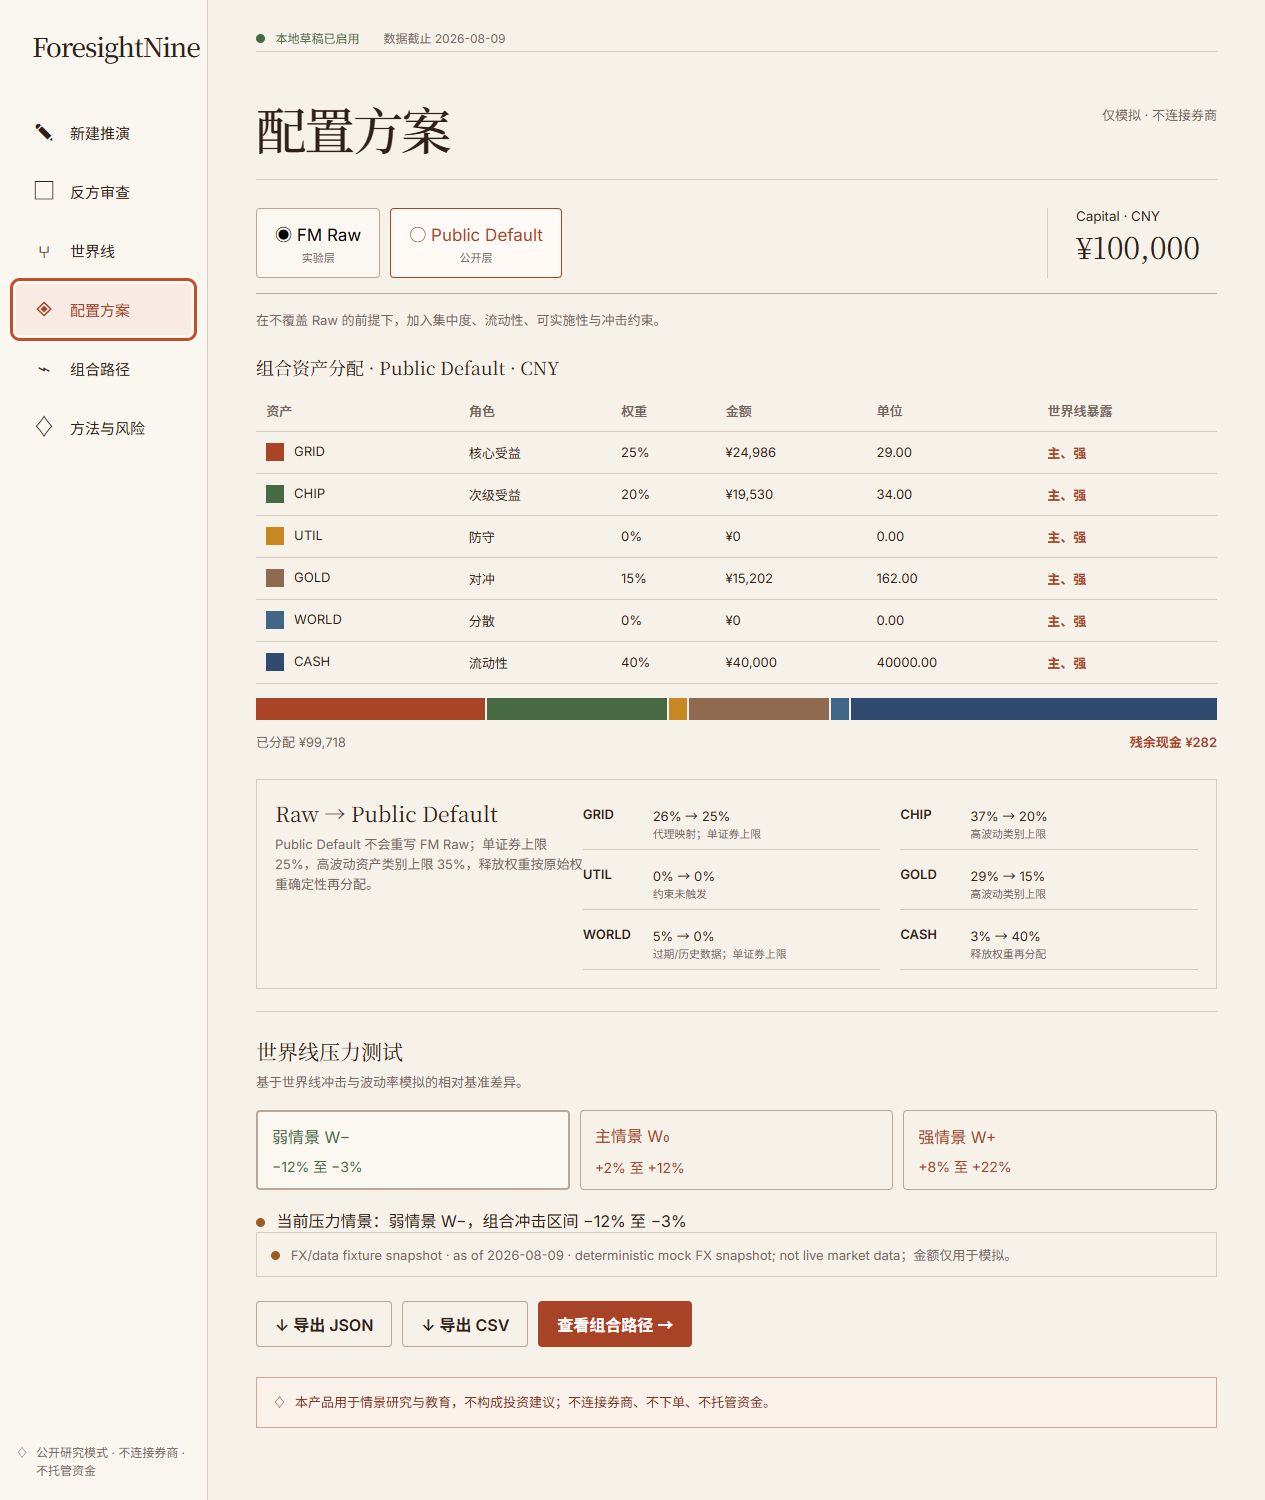 ForesightNine
新建推演
反方审查
世界线
配置方案
组合路径
方法与风险
公开研究模式 · 不连接券商 ·
不托管资金
本地草稿已启用 数据截止 2026-08-09
配置方案
仅模拟 · 不连接券商
FM Raw
实验层
Public Default
公开层
Capital · CNY
¥100,000
在不覆盖 Raw 的前提下，加入集中度、流动性、可实施性与冲击约束。
组合资产分配 · Public Default · CNY
资产 角色 权重 金额 单位 世界线暴露
GRID 核心受益 25% ¥24,986 29.00 主、强
CHIP 次级受益 20% ¥19,530 34.00 主、强
UTIL 防守 0% ¥0 0.00 主、强
GOLD 对冲 15% ¥15,202 162.00 主、强
WORLD 分散 0% ¥0 0.00 主、强
CASH 流动性 40% ¥40,000 40000.00 主、强
已分配 ¥99,718 残余现金 ¥282
Raw → Public Default
Public Default 不会重写 FM Raw；单证券上限
25%，高波动资产类别上限 35%，释放权重按原始权
重确定性再分配。
GRID 26% → 25%
代理映射；单证券上限
CHIP 37% → 20%
高波动类别上限
UTIL 0% → 0%
约束未触发
GOLD 29% → 15%
高波动类别上限
WORLD 5% → 0%
过期/历史数据；单证券上限
CASH 3% → 40%
释放权重再分配
世界线压力测试
基于世界线冲击与波动率模拟的相对基准差异。
弱情景 W−
−12% 至 −3%
主情景 W₀
+2% 至 +12%
强情景 W+
+8% 至 +22%
当前压力情景：弱情景 W−，组合冲击区间 −12% 至 −3%
FX/data fixture snapshot · as of 2026-08-09 · deterministic mock FX snapshot; not live market data；金额仅用于模拟。
↓ 导出 JSON
↓ 导出 CSV
查看组合路径 →
本产品用于情景研究与教育，不构成投资建议；不连接券商、不下单、不托管资金。